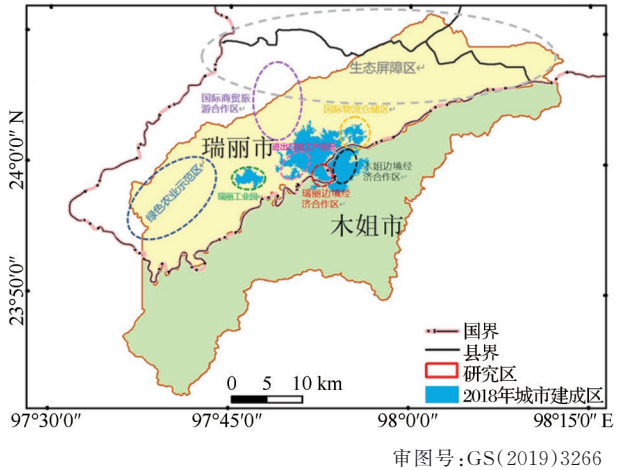 生态屏障区
国际商贸旅
游合作区
国际物流仓储区
瑞丽市
木姐边境经
济合作区
绿色农业示范区
瑞丽工业园
瑞丽边境经
济合作区
木姐市
24°0′0″ N
23°50′0″
国界
县界
研究区
2018年城市建成区
0 5 10 km
97°30′0″ 97°45′0″ 98°0′0″ 98°15′0″ E
审图号:GS(2019)3266